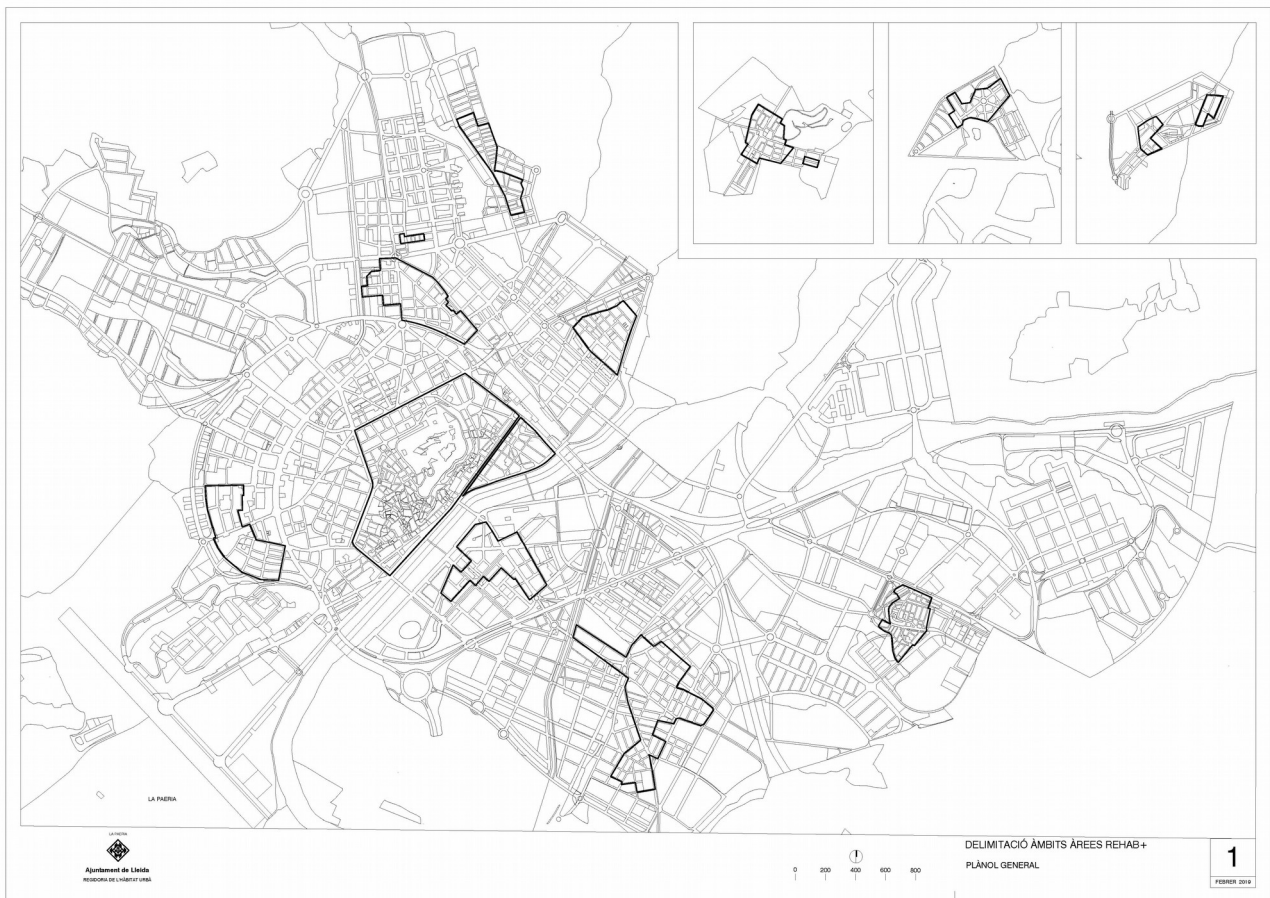 LA PAERIA
LA PAERIA
Ajuntament de Lleida
REGIDORIA DE L'HÀBITAT URBÀ
0 200 400 600 800
DELIMITACIÓ ÀMBITS ÀREES REHAB+
PLÀNOL GENERAL
1
FEBRER 2019